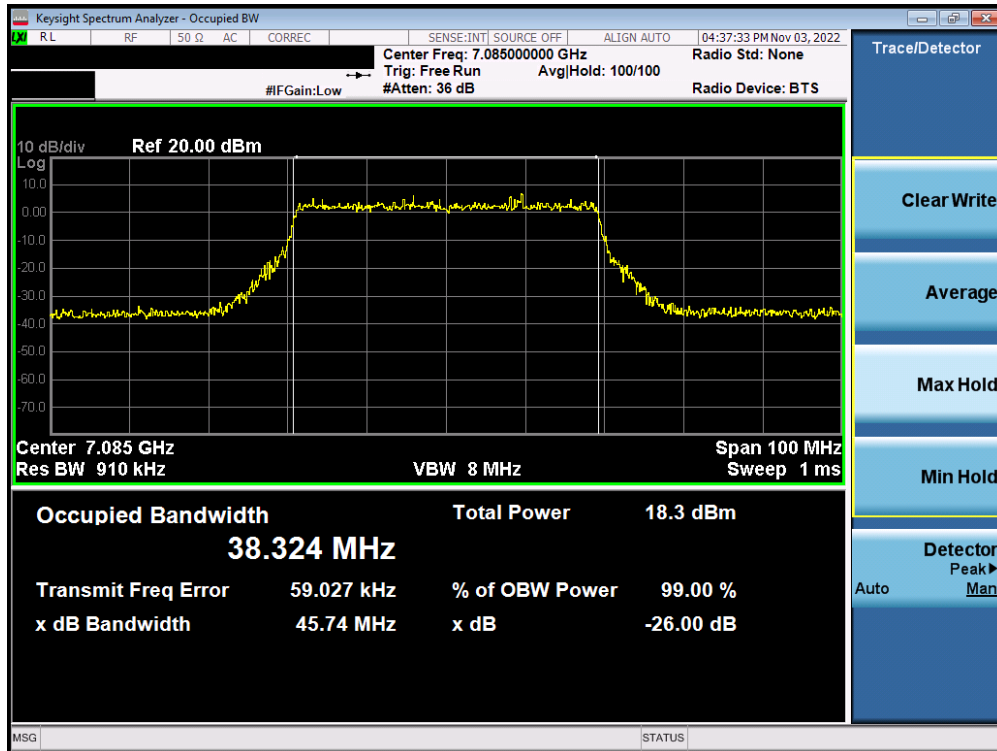 Keysight Spectrum Analyzer - Occupied BW
LXI RL RF 50 Ω AC CORREC SENSE:INT SOURCE OFF ALIGN AUTO 04:37:33 PM Nov 03, 2022
Center Freq: 7.085000000 GHz Radio Std: None
Trig: Free Run Avg|Hold: 100/100
#IFGain:Low #Atten: 36 dB Radio Device: BTS
10 dB/div Ref 20.00 dBm
Log
10.0
0.00
-10.0
-20.0
-30.0
-40.0
-50.0
-60.0
-70.0
Center 7.085 GHz Span 100 MHz
Res BW 910 kHz VBW 8 MHz Sweep 1 ms
Occupied Bandwidth Total Power 18.3 dBm
38.324 MHz
Transmit Freq Error 59.027 kHz % of OBW Power 99.00 %
x dB Bandwidth 45.74 MHz x dB -26.00 dB
Trace/Detector
Clear Write
Average
Max Hold
Min Hold
Detector
Peak▶
Auto Man
MSG STATUS